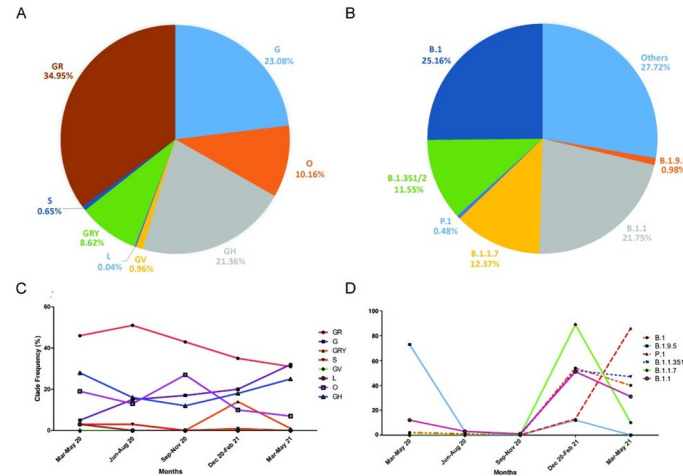 A
GR
34.95%
G
23.08%
O
10.16%
GH
21.36%
GV
0.96%
L
0.04%
GRY
8.62%
S
0.65%
B
B.1
25.16%
Others
27.72%
B.1.9.
0.98%
B.1.1
21.75%
B.1.1.7
12.37%
P.1
0.48%
B.1.351/2
11.55%
C
Clade Frequency (%)
60
40
20
0
Mar-May 20
Jun-Aug 20
Sep-Nov 20
Dec 20-Feb 21
Mar-May 21
Months
GR
G
GRY
S
GV
L
O
GH
D
100
80
60
40
20
0
Mar-May 20
Jun-Aug 20
Sep-Nov 20
Dec 20-Feb 21
Mar-May 21
Months
B.1
B.1.9.5
P.1
B.1.1.351
B.1.1.7
B.1.1